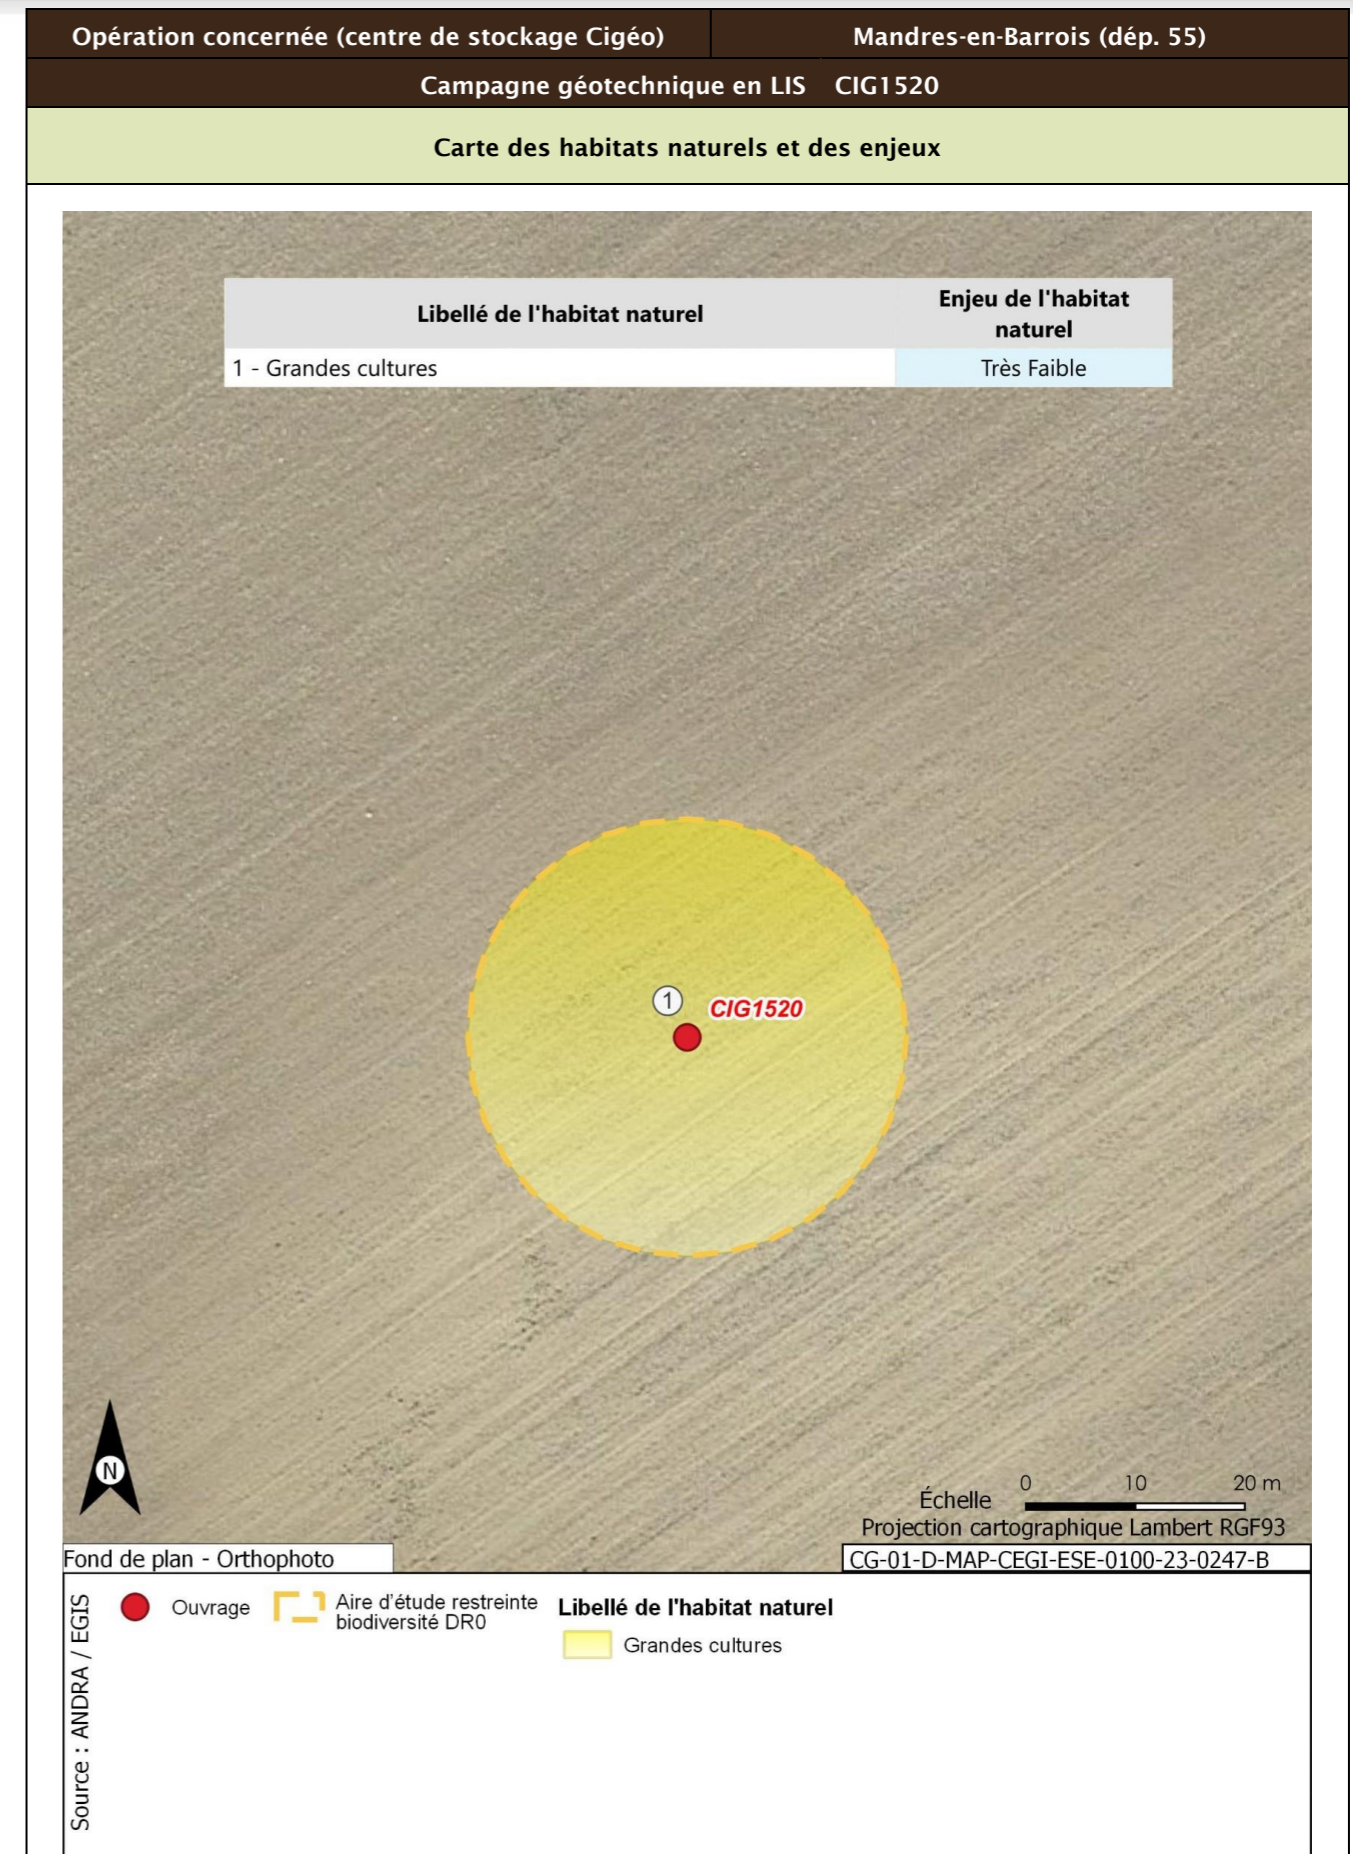 Opération concernée (centre de stockage Cigéo) Mandres-en-Barrois (dép. 55)
Campagne géotechnique en LIS CIG1520
Carte des habitats naturels et des enjeux
Libellé de l'habitat naturel Enjeu de l'habitat naturel
1 - Grandes cultures Très Faible
1 CIG1520
N
0 10 20 m
Échelle
Projection cartographique Lambert RGF93
Fond de plan - Orthophoto CG-01-D-MAP-CEGI-ESE-0100-23-0247-B
Source : ANDRA / EGIS
Ouvrage
Aire d’étude restreinte
biodiversité DR0
Libellé de l'habitat naturel
Grandes cultures